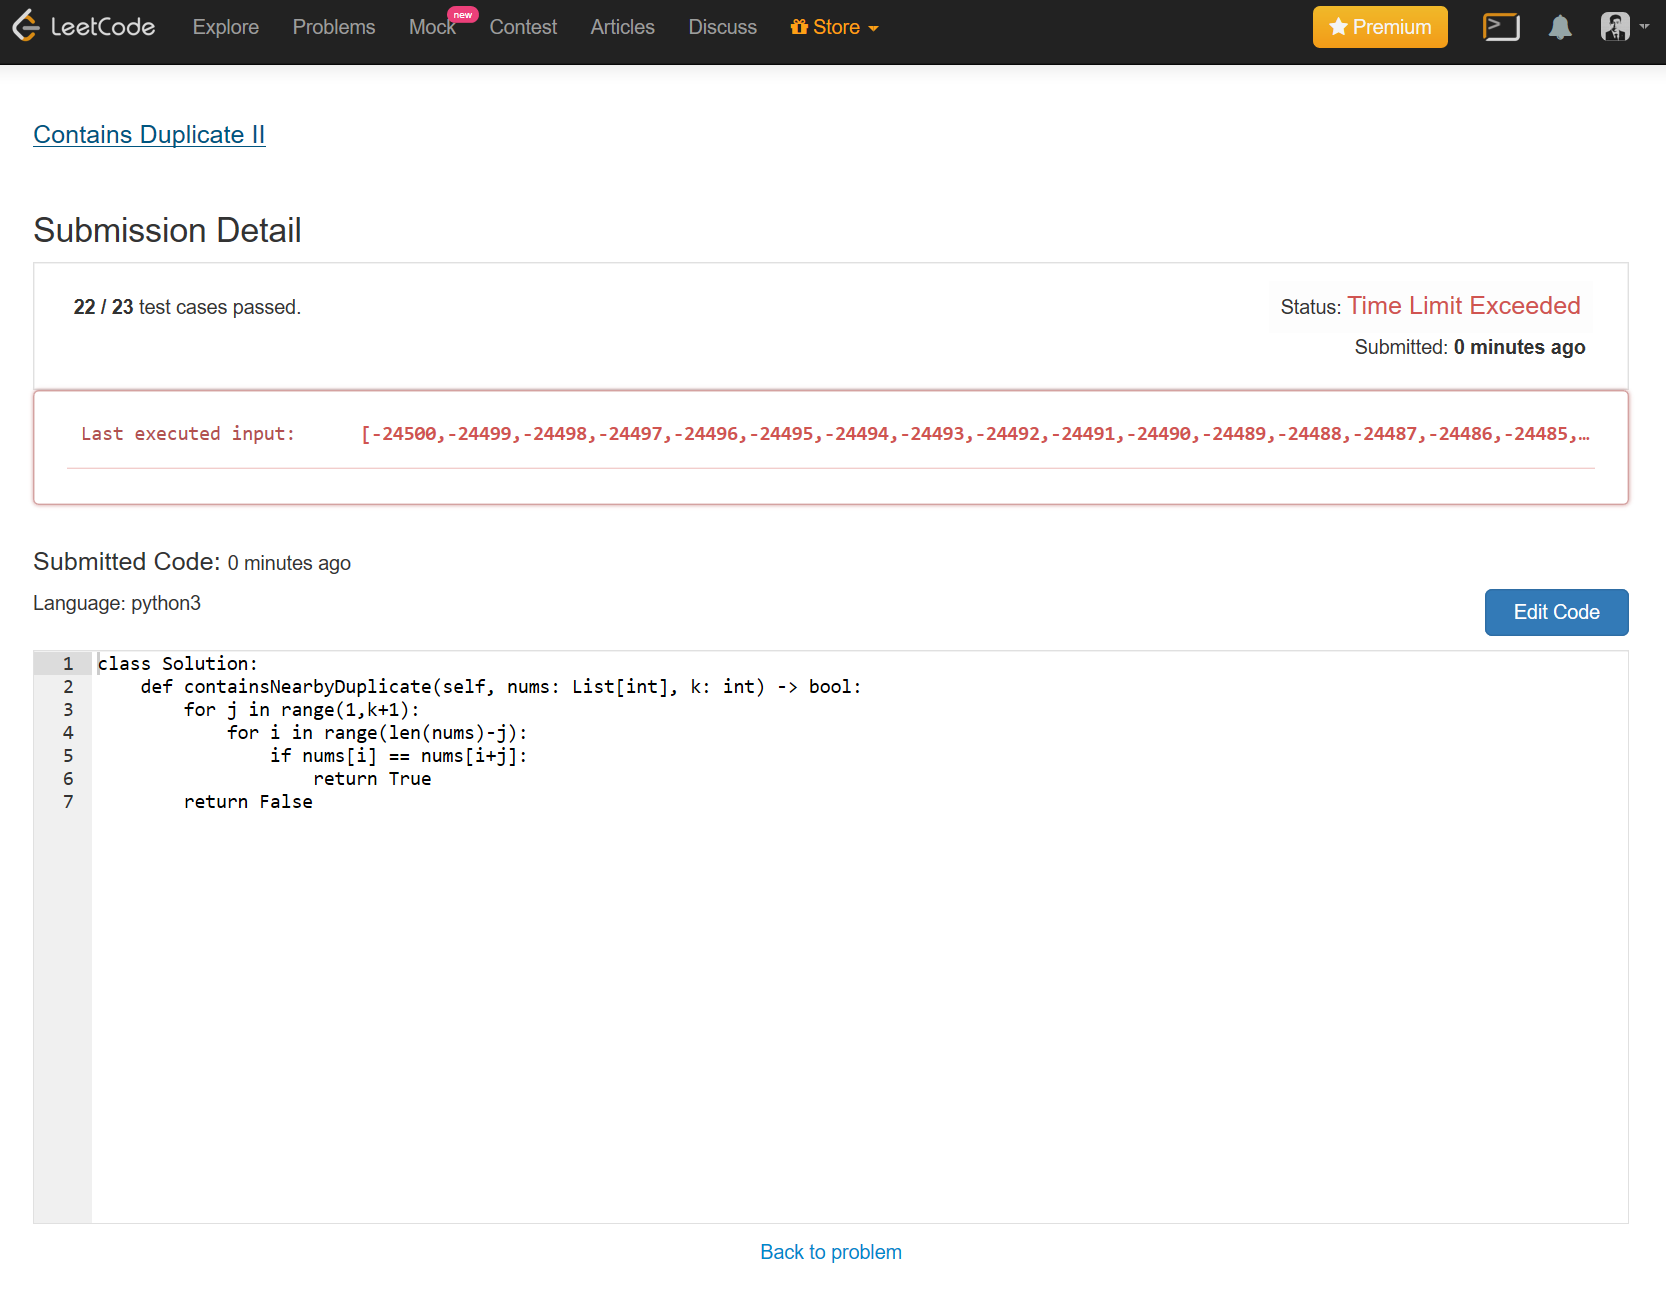 LeetCode Explore Problems Mock new Contest Articles Discuss Store Premium
Contains Duplicate II
Submission Detail
22 / 23 test cases passed.
Status: Time Limit Exceeded
Submitted: 0 minutes ago
Last executed input: [-24500,-24499,-24498,-24497,-24496,-24495,-24494,-24493,-24492,-24491,-24490,-24489,-24488,-24487,-24486,-24485,…
Submitted Code: 0 minutes ago
Language: python3
Edit Code
1 class Solution:
2     def containsNearbyDuplicate(self, nums: List[int], k: int) -> bool:
3         for j in range(1,k+1):
4             for i in range(len(nums)-j):
5                 if nums[i] == nums[i+j]:
6                     return True
7         return False
Back to problem